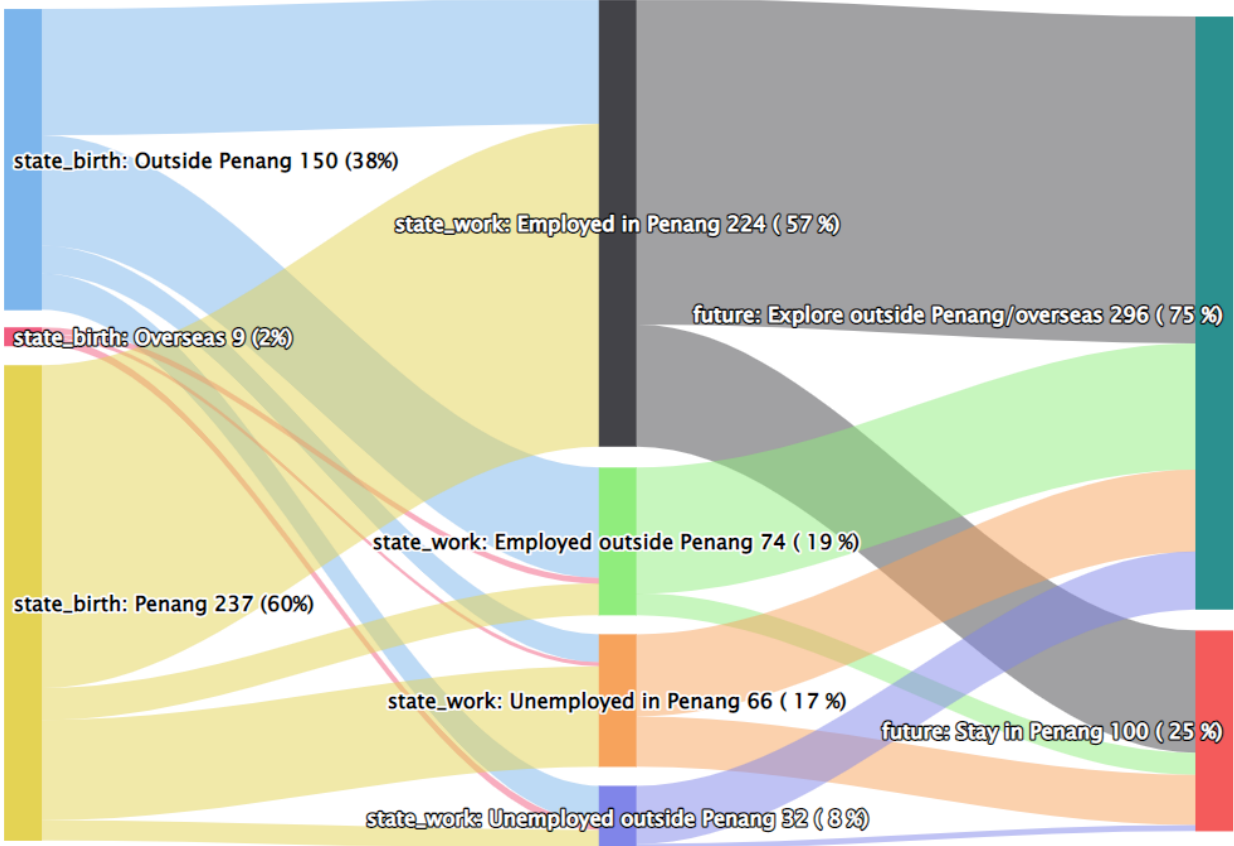 state_birth: Outside Penang 150 (38%)
state_work: Employed in Penang 224 ( 57 %)
future: Explore outside Penang/overseas 296 ( 75 %)
state_birth: Overseas 9 (2%)
state_work: Employed outside Penang 74 ( 19 %)
state_birth: Penang 237 (60%)
state_work: Unemployed in Penang 66 ( 17 %)
future: Stay in Penang 100 ( 25 %)
state_work: Unemployed outside Penang 32 ( 8 %)